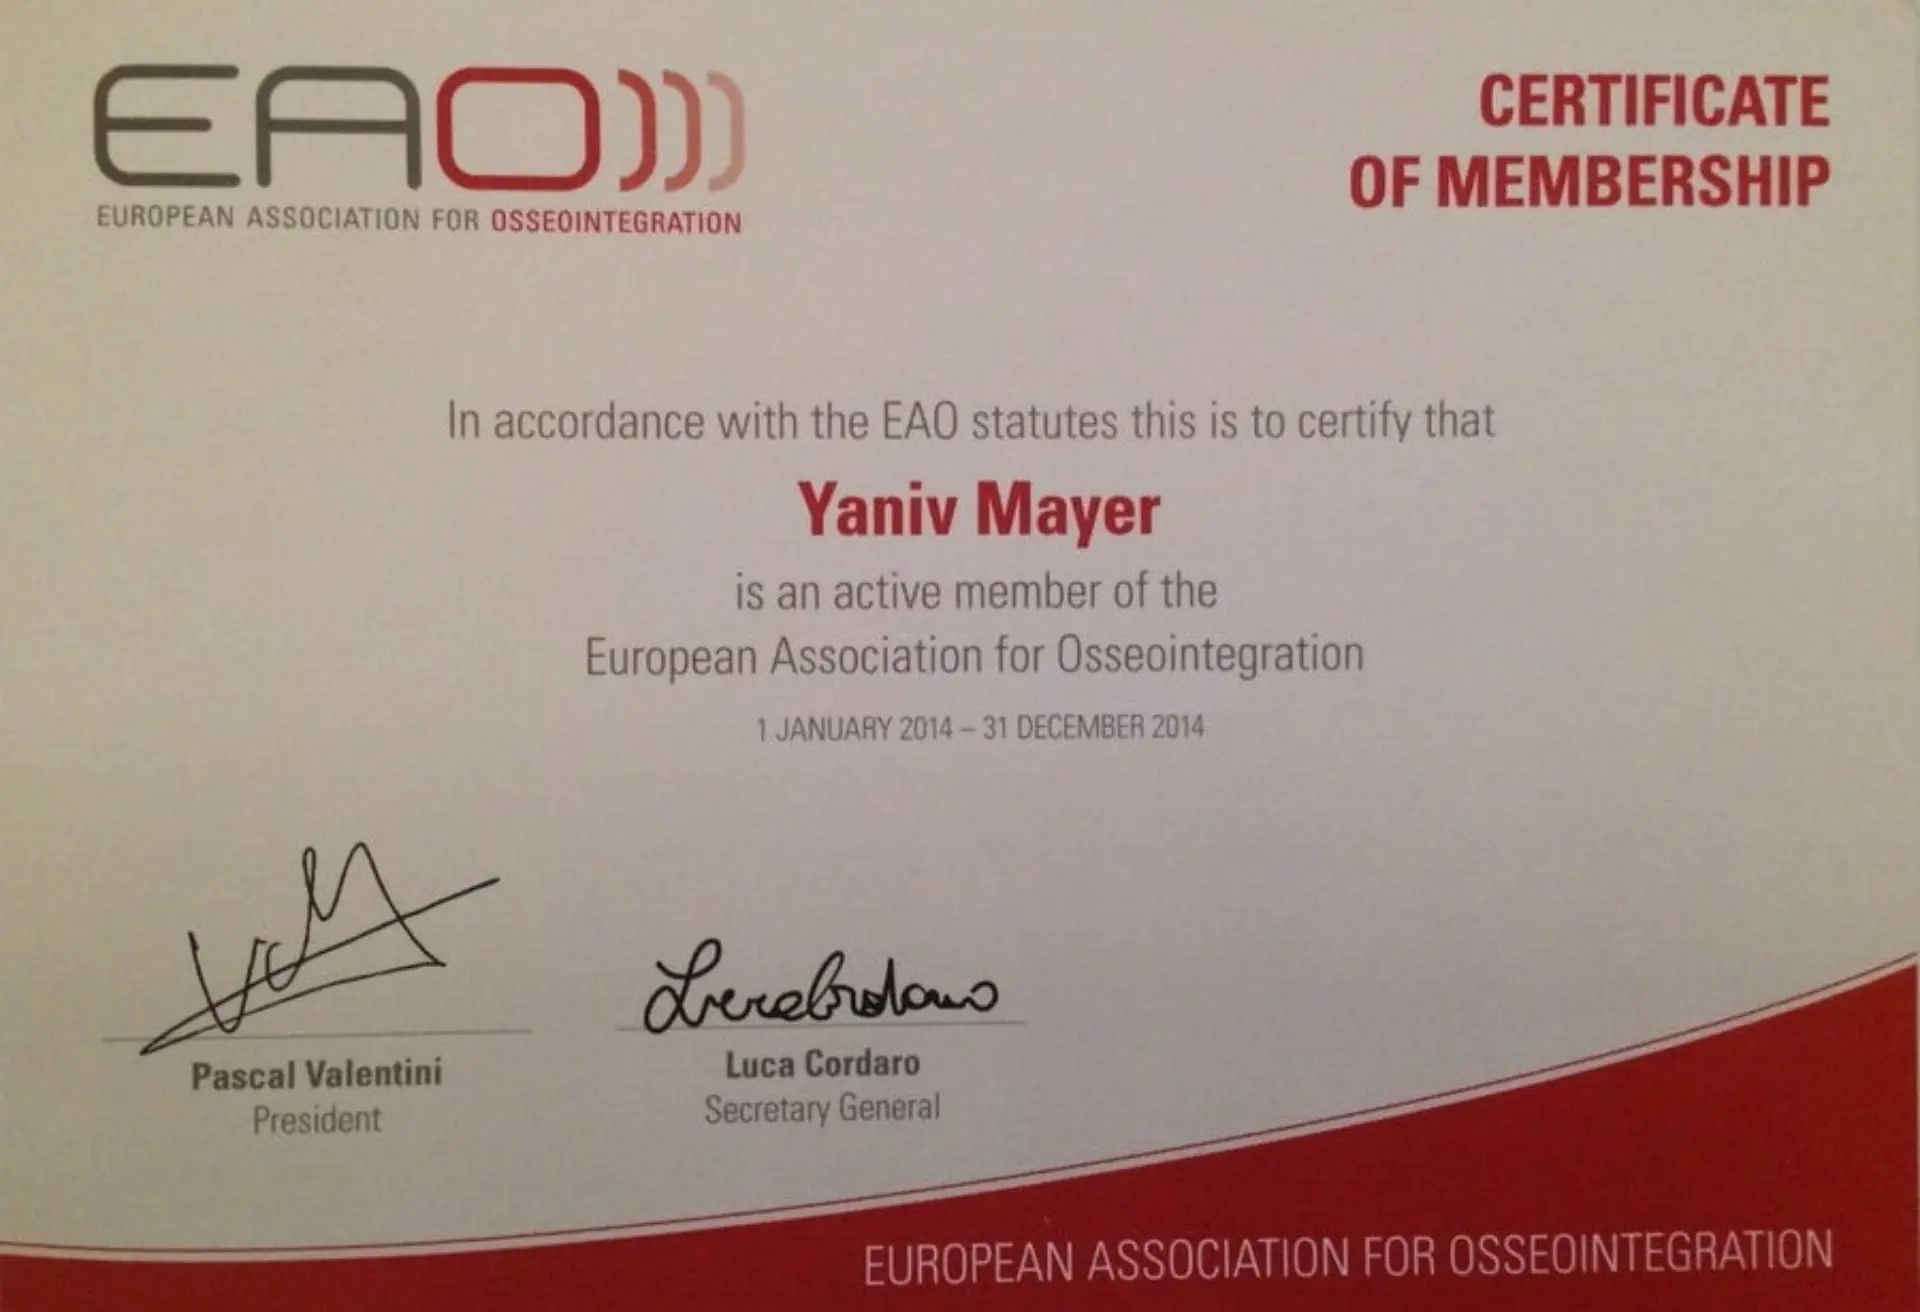 EAO
EUROPEAN ASSOCIATION FOR OSSEOINTEGRATION
CERTIFICATE
OF MEMBERSHIP
In accordance with the EAO statutes this is to certify that
Yaniv Mayer
is an active member of the
European Association for Osseointegration
1 JANUARY 2014 – 31 DECEMBER 2014
Pascal Valentini
President
Luca Cordaro
Secretary General
EUROPEAN ASSOCIATION FOR OSSEOINTEGRATION